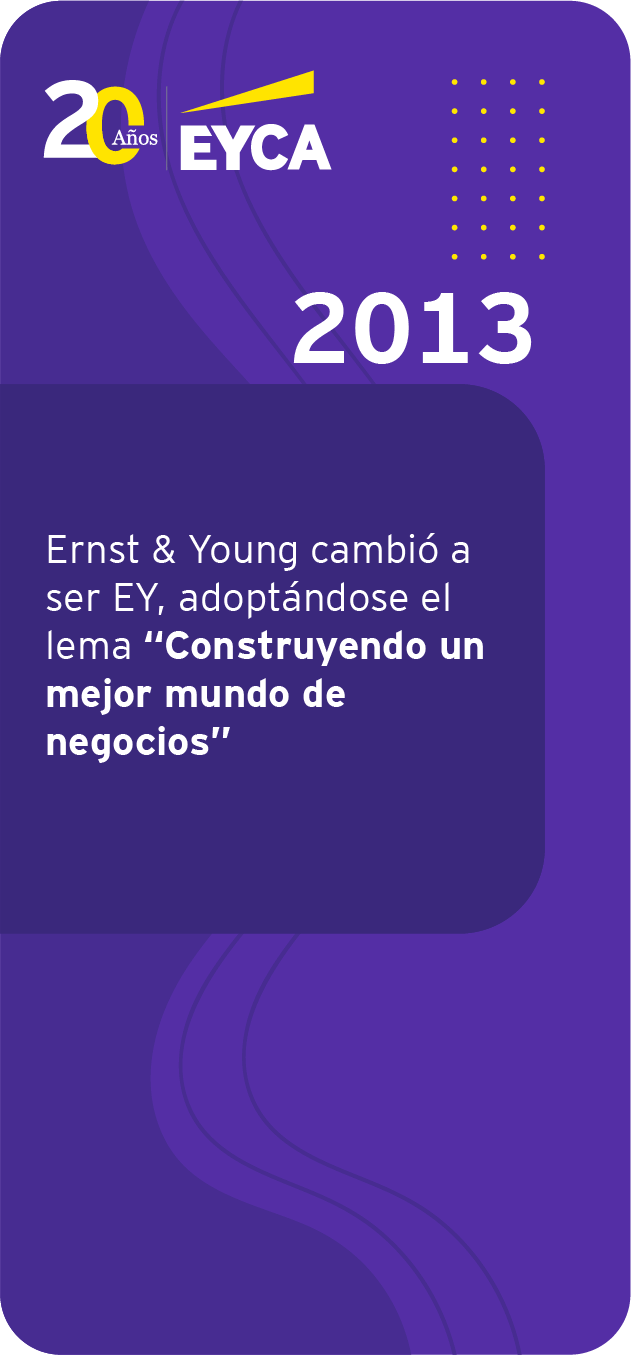 20 Años
EYCA
2013
Ernst & Young cambió a
ser EY, adoptándose el
lema “Construyendo un
mejor mundo de
negocios”